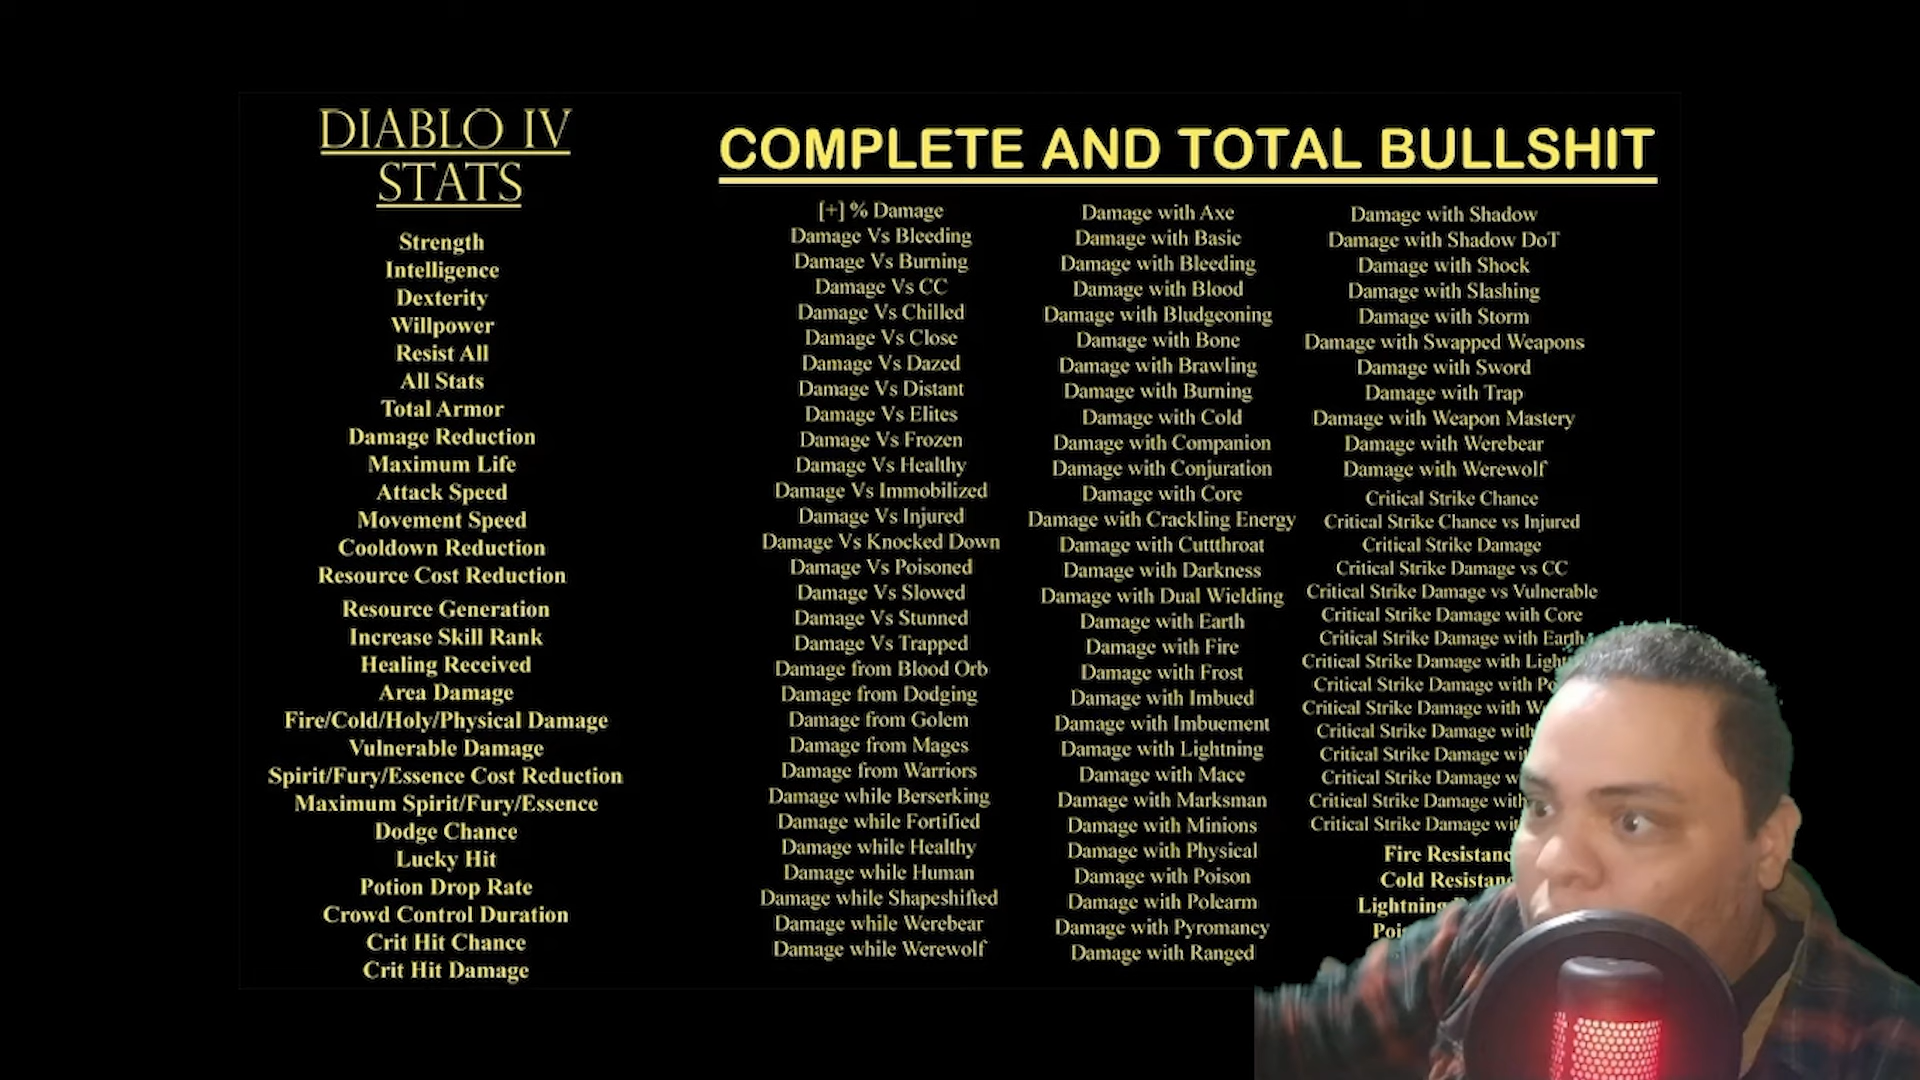 DIABLO IV
STATS
Strength
Intelligence
Dexterity
Willpower
Resist All
All Stats
Total Armor
Damage Reduction
Maximum Life
Attack Speed
Movement Speed
Cooldown Reduction
Resource Cost Reduction
Resource Generation
Increase Skill Rank
Healing Received
Area Damage
Fire/Cold/Holy/Physical Damage
Vulnerable Damage
Spirit/Fury/Essence Cost Reduction
Maximum Spirit/Fury/Essence
Dodge Chance
Lucky Hit
Potion Drop Rate
Crowd Control Duration
Crit Hit Chance
Crit Hit Damage
COMPLETE AND TOTAL BULLSHIT
[+] % Damage
Damage Vs Bleeding
Damage Vs Burning
Damage Vs CC
Damage Vs Chilled
Damage Vs Close
Damage Vs Dazed
Damage Vs Distant
Damage Vs Elites
Damage Vs Frozen
Damage Vs Healthy
Damage Vs Immobilized
Damage Vs Injured
Damage Vs Knocked Down
Damage Vs Poisoned
Damage Vs Slowed
Damage Vs Stunned
Damage Vs Trapped
Damage from Blood Orb
Damage from Dodging
Damage from Golem
Damage from Mages
Damage from Warriors
Damage while Berserking
Damage while Fortified
Damage while Healthy
Damage while Human
Damage while Shapeshifted
Damage while Werebear
Damage while Werewolf
Damage with Axe
Damage with Basic
Damage with Bleeding
Damage with Blood
Damage with Bludgeoning
Damage with Bone
Damage with Brawling
Damage with Burning
Damage with Cold
Damage with Companion
Damage with Conjuration
Damage with Core
Damage with Crackling Energy
Damage with Cuttthroat
Damage with Darkness
Damage with Dual Wielding
Damage with Earth
Damage with Fire
Damage with Frost
Damage with Imbued
Damage with Imbuement
Damage with Lightning
Damage with Mace
Damage with Marksman
Damage with Minions
Damage with Physical
Damage with Poison
Damage with Polearm
Damage with Pyromancy
Damage with Ranged
Damage with Shadow
Damage with Shadow DoT
Damage with Shock
Damage with Slashing
Damage with Storm
Damage with Swapped Weapons
Damage with Sword
Damage with Trap
Damage with Weapon Mastery
Damage with Werebear
Damage with Werewolf
Critical Strike Chance
Critical Strike Chance vs Injured
Critical Strike Damage
Critical Strike Damage vs CC
Critical Strike Damage vs Vulnerable
Critical Strike Damage with Core
Critical Strike Damage with Earth
Critical Strike Damage with
Critical Strike Damage with
Critical Strike Damage with
Critical Strike Damage with
Critical Strike Damage
Critical Strike Damage
Critical Strike Damage with
Critical Strike Damage
Fire
Cold
Lightning